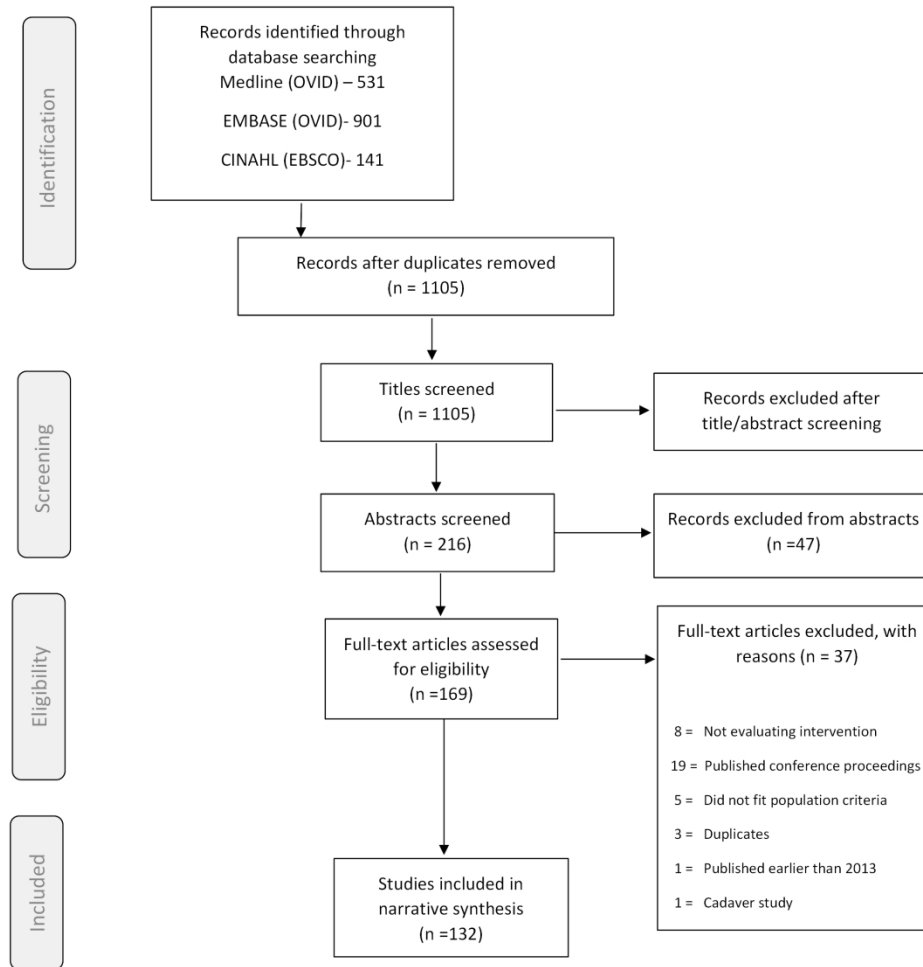 Identification
Records identified through
database searching
Medline (OVID) – 531
EMBASE (OVID)- 901
CINAHL (EBSCO)- 141
Records after duplicates removed
(n = 1105)
Screening
Titles screened
(n = 1105)
Records excluded after
title/abstract screening
Abstracts screened
(n = 216)
Records excluded from abstracts
(n =47)
Eligibility
Full-text articles assessed
for eligibility
(n =169)
Full-text articles excluded, with
reasons (n = 37)
8 = Not evaluating intervention
19 = Published conference proceedings
5 = Did not fit population criteria
3 = Duplicates
1 = Published earlier than 2013
1 = Cadaver study
Included
Studies included in
narrative synthesis
(n =132)